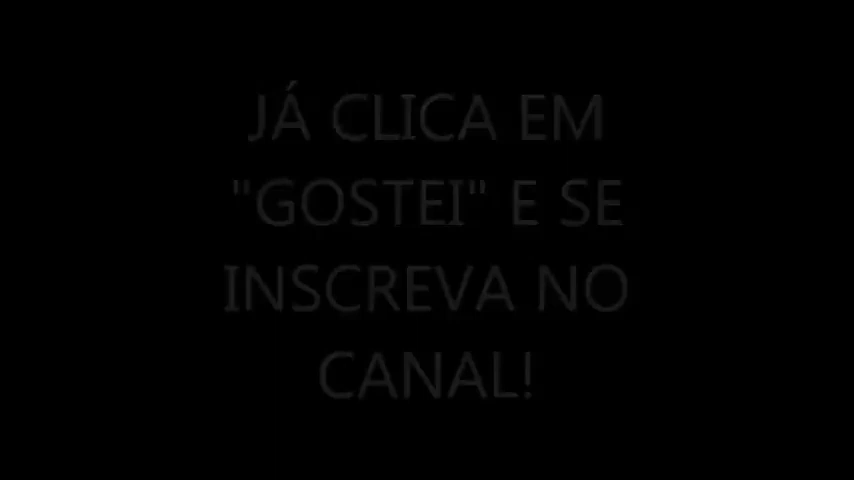 JÁ CLICA EM
"GOSTEI" E SE
INSCREVA NO
CANAL!